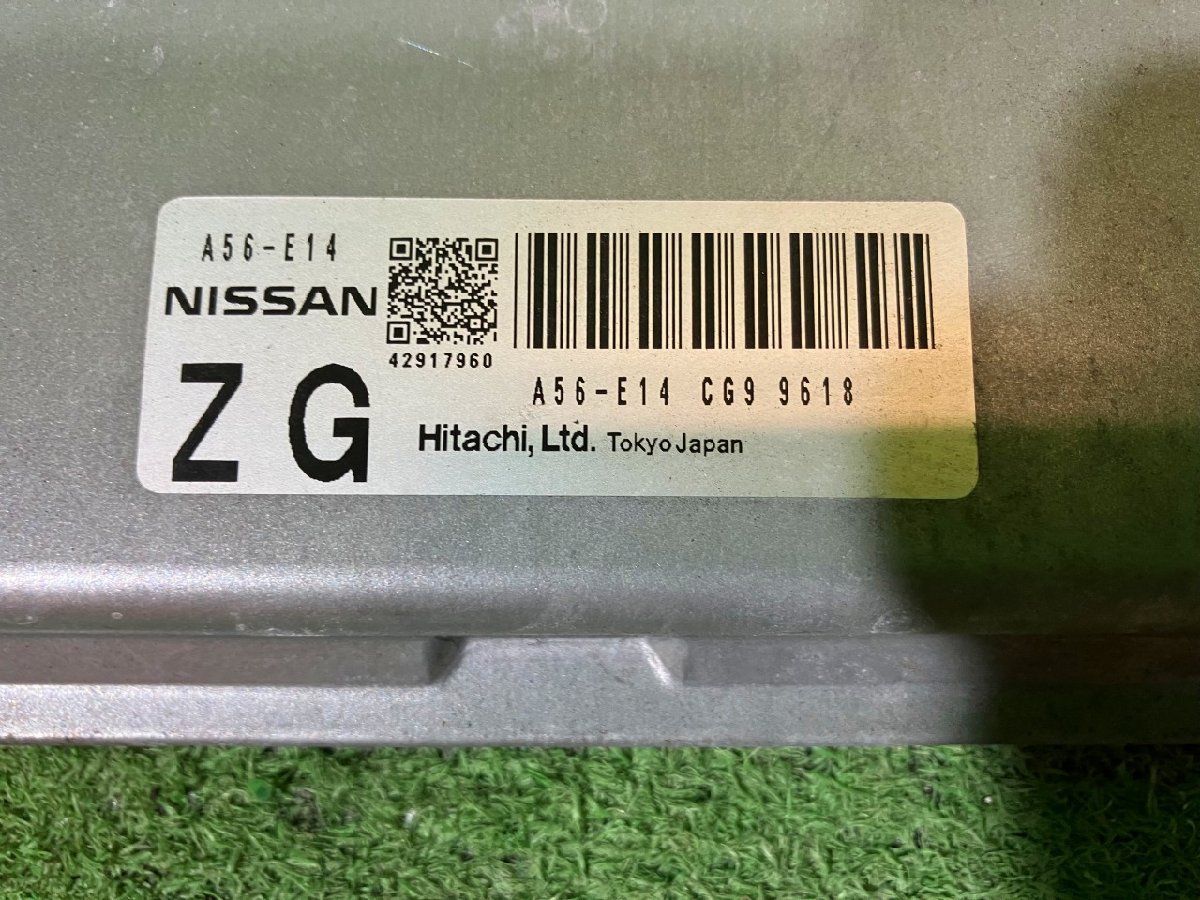 A56-E14
NISSAN
42917960
ZG
A56-E14 CG9 9618
Hitachi, Ltd. Tokyo Japan